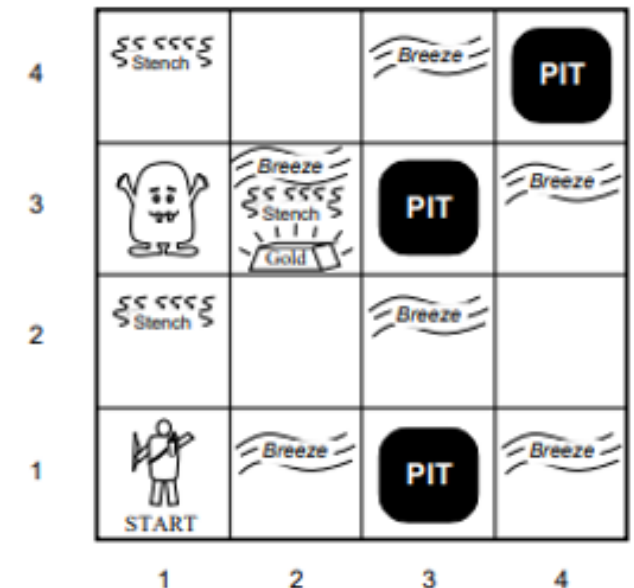 4
Stench
Breeze
PIT
3
Breeze
Stench
Gold
PIT
Breeze
2
Stench
Breeze
1
START
Breeze
PIT
Breeze
1 2 3 4